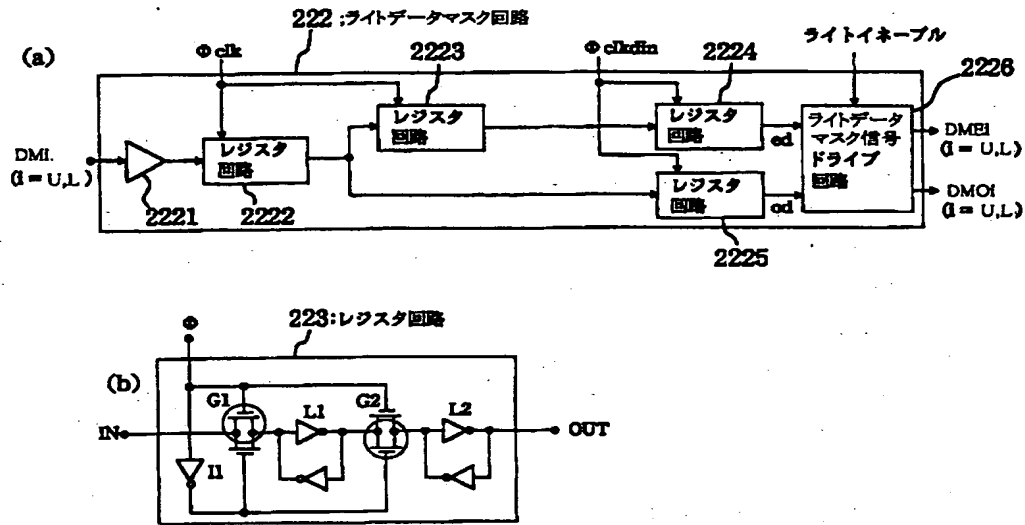 222 ;ライトデータマスク回路
(a)
Φclk
2223
Φclkdin
2224
ライトイネーブル
2226
レジスタ
回路
レジスタ
回路
ライトデータ
マスク信号
ドライブ
回路
DMI.
(i = U,L)
レジスタ
回路
ed
DMEi
(i = U,L)
2221
2222
レジスタ
回路
od
DMOi
(i = U,L)
2225
Φ
223:レジスタ回路
(b)
G1
L1
G2
L2
IN
OUT
I1